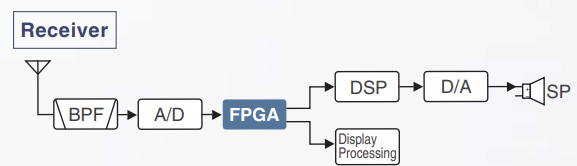 Receiver
BPF
A/D
FPGA
DSP
D/A
SP
Display
Processing